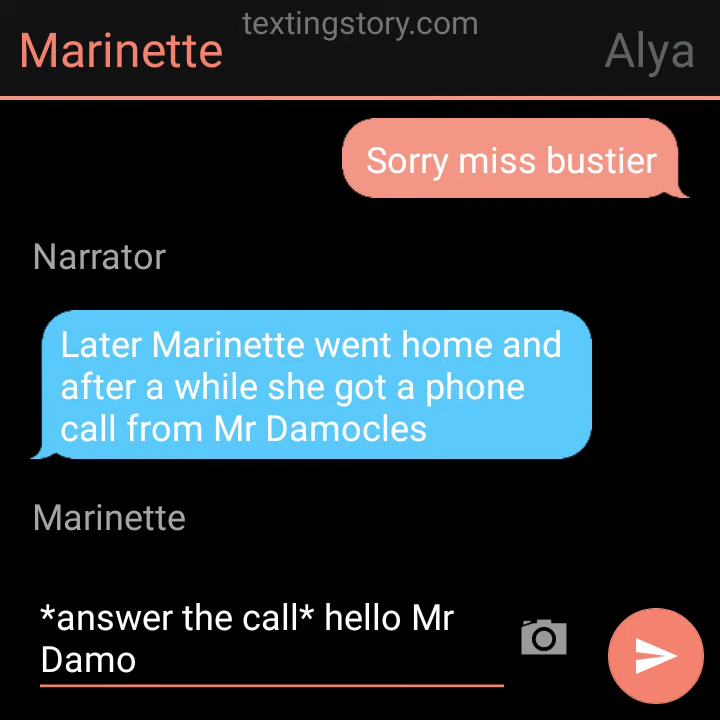 textingstory.com
Marinette
Alya
Sorry miss bustier
Narrator
Later Marinette went home and
after a while she got a phone
call from Mr Damocles
Marinette
*answer the call* hello Mr
Damo